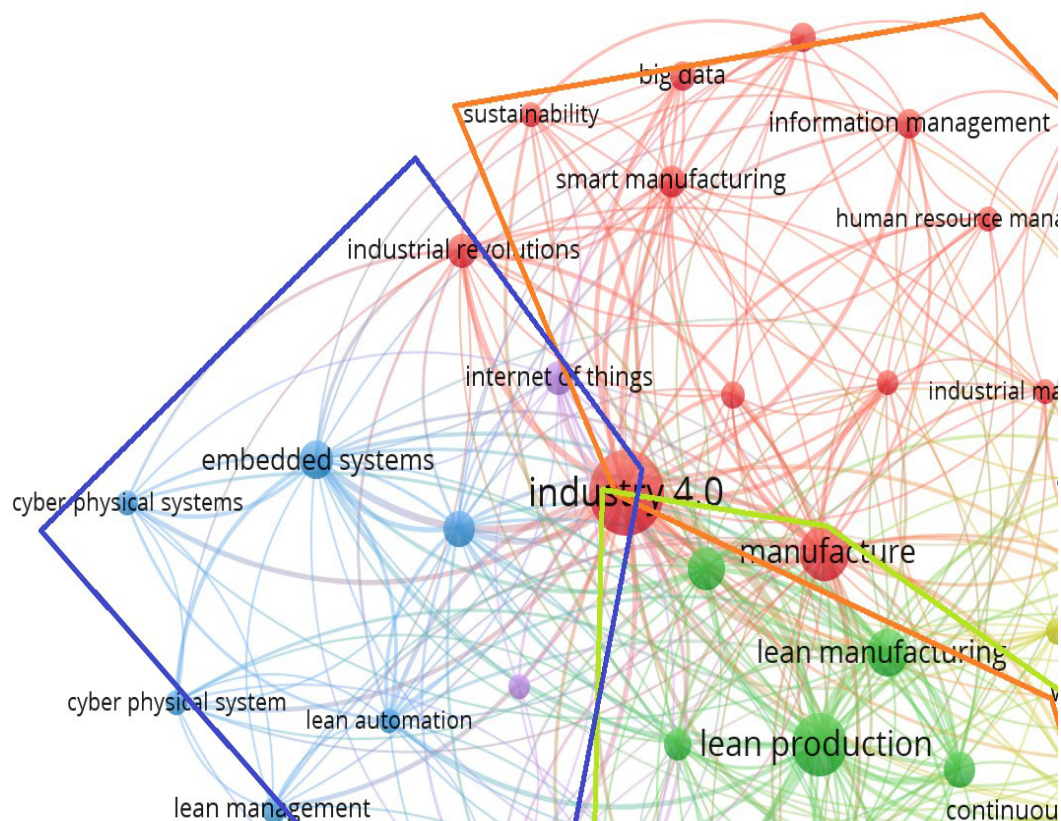 big data
sustainability
information management
smart manufacturing
human resource mana
industrial revolutions
internet of things
industrial ma
embedded systems
industry 4.0
cyber physical systems
manufacture
lean manufacturing
cyber physical system
lean automation
lean production
lean management
continuou